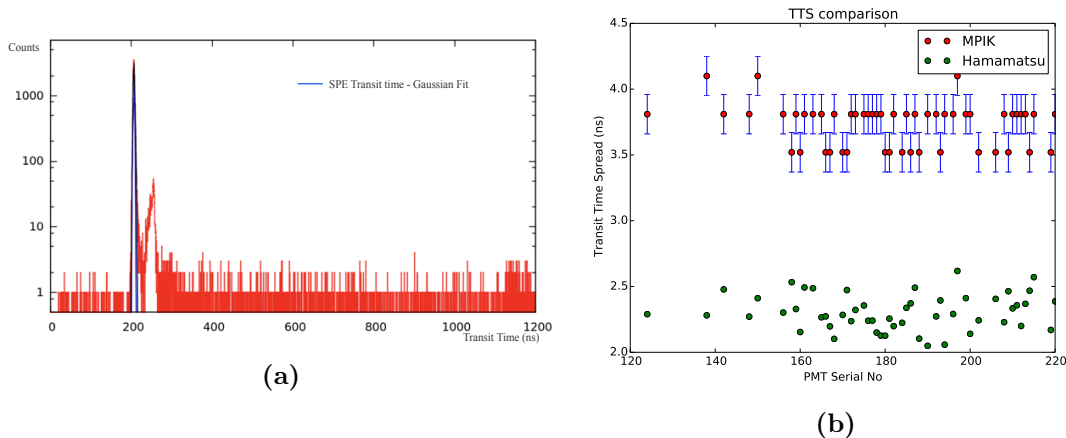 Counts
1000
100
10
1
SPE Transit time - Gaussian Fit
0 200 400 600 800 1000 1200
Transit Time (ns)
(a)
TTS comparison
4.5
4.0
3.5
3.0
2.5
2.0
Transit Time Spread (ns)
MPIK
Hamamatsu
120 140 160 180 200 220
PMT Serial No
(b)